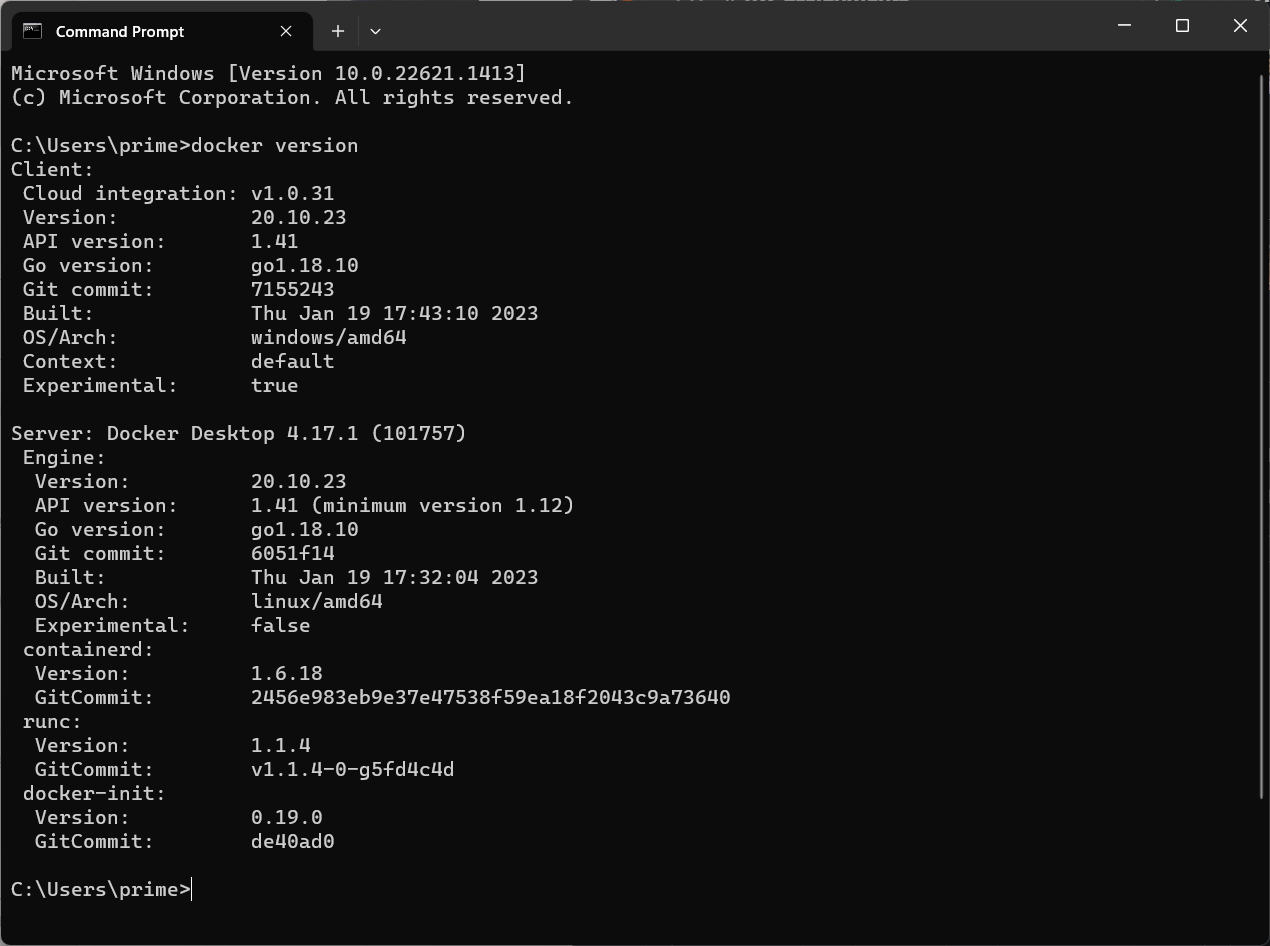 Command Prompt
Microsoft Windows [Version 10.0.22621.1413]
(c) Microsoft Corporation. All rights reserved.

C:\Users\prime>docker version
Client:
 Cloud integration: v1.0.31
 Version:           20.10.23
 API version:       1.41
 Go version:        go1.18.10
 Git commit:        7155243
 Built:             Thu Jan 19 17:43:10 2023
 OS/Arch:           windows/amd64
 Context:           default
 Experimental:      true

Server: Docker Desktop 4.17.1 (101757)
 Engine:
  Version:          20.10.23
  API version:      1.41 (minimum version 1.12)
  Go version:       go1.18.10
  Git commit:       6051f14
  Built:            Thu Jan 19 17:32:04 2023
  OS/Arch:          linux/amd64
  Experimental:     false
 containerd:
  Version:          1.6.18
  GitCommit:        2456e983eb9e37e47538f59ea18f2043c9a73640
 runc:
  Version:          1.1.4
  GitCommit:        v1.1.4-0-g5fd4c4d
 docker-init:
  Version:          0.19.0
  GitCommit:        de40ad0

C:\Users\prime>